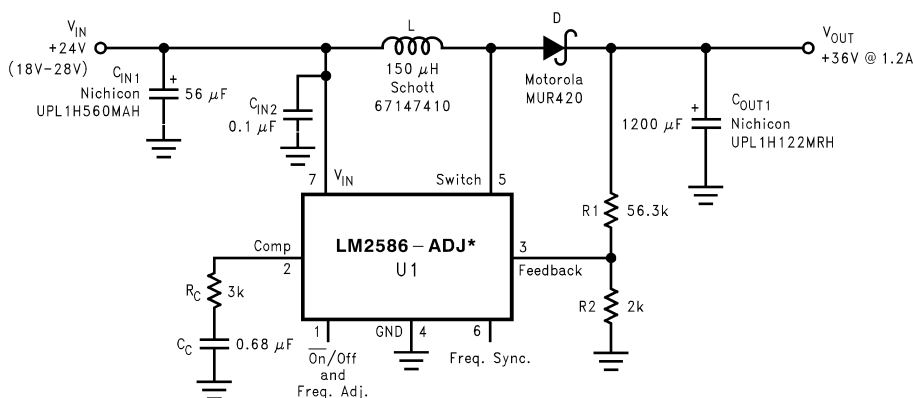 V_IN
+24V
(18V–28V)
C_IN1
Nichicon
UPL1H560MAH
+
56 μF
C_IN2
0.1 μF
L
150 μH
Schott
67147410
D
Motorola
MUR420
V_OUT
+36V @ 1.2A
+
1200 μF
C_OUT1
Nichicon
UPL1H122MRH
7
V_IN
Switch
5
R1
56.3k
LM2586–ADJ*
U1
Comp
2
3
Feedback
R_C
3k
R2
2k
C_C
0.68 μF
1
GND
4
6
O̅n̅/Off
and
Freq. Adj.
Freq. Sync.